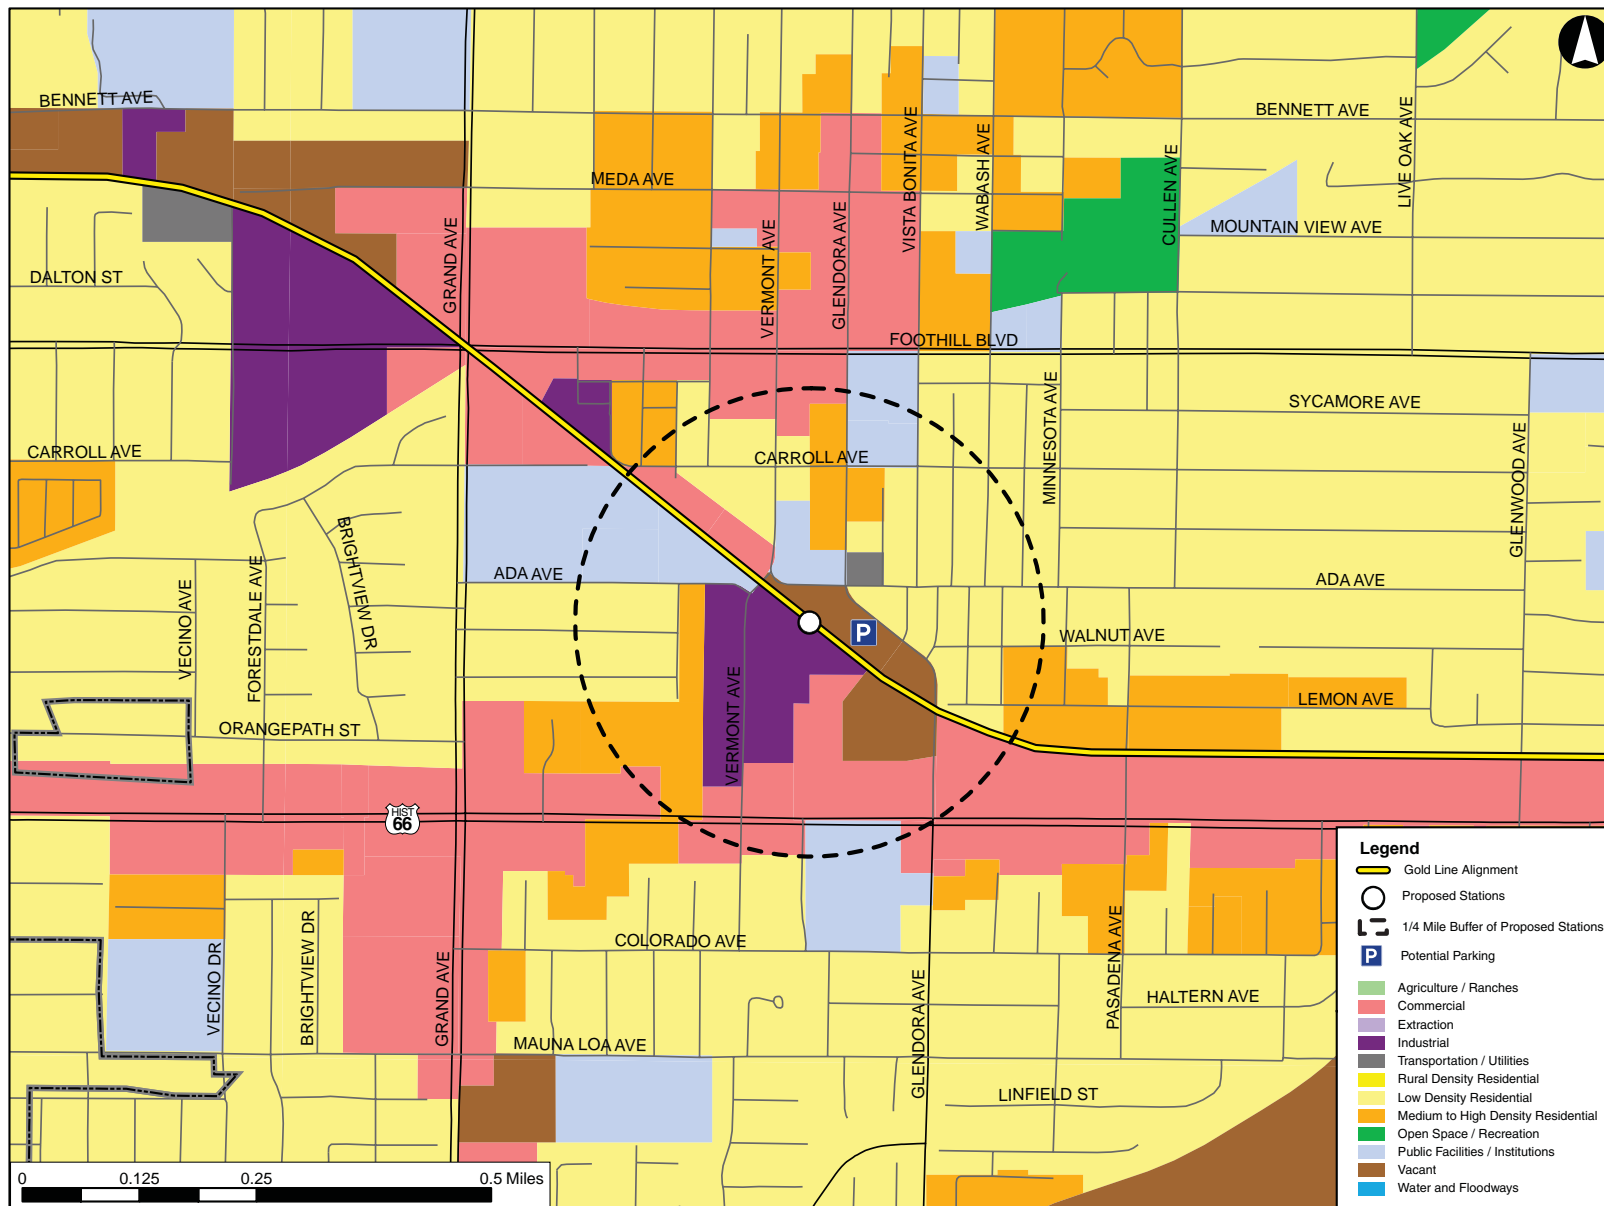 BENNETT AVE
BENNETT AVE
LIVE OAK AVE
VISTA BONITA AVE
WABASH AVE
CULLEN AVE
MEDA AVE
MOUNTAIN VIEW AVE
GRAND AVE
VERMONT AVE
GLENDORA AVE
DALTON ST
FOOTHILL BLVD
MINNESOTA AVE
SYCAMORE AVE
CARROLL AVE
CARROLL AVE
GLENWOOD AVE
BRIGHTVIEW DR
VECINO AVE
FORESTDALE AVE
ADA AVE
ADA AVE
P
WALNUT AVE
VERMONT AVE
LEMON AVE
ORANGEPATH ST
HIST
66
VECINO DR
BRIGHTVIEW DR
GRAND AVE
COLORADO AVE
GLENDORA AVE
PASADENA AVE
HALTERN AVE
MAUNA LOA AVE
LINFIELD ST
0 0.125 0.25 0.5 Miles
Legend
Gold Line Alignment
Proposed Stations
1/4 Mile Buffer of Proposed Stations
P Potential Parking
Agriculture / Ranches
Commercial
Extraction
Industrial
Transportation / Utilities
Rural Density Residential
Low Density Residential
Medium to High Density Residential
Open Space / Recreation
Public Facilities / Institutions
Vacant
Water and Floodways